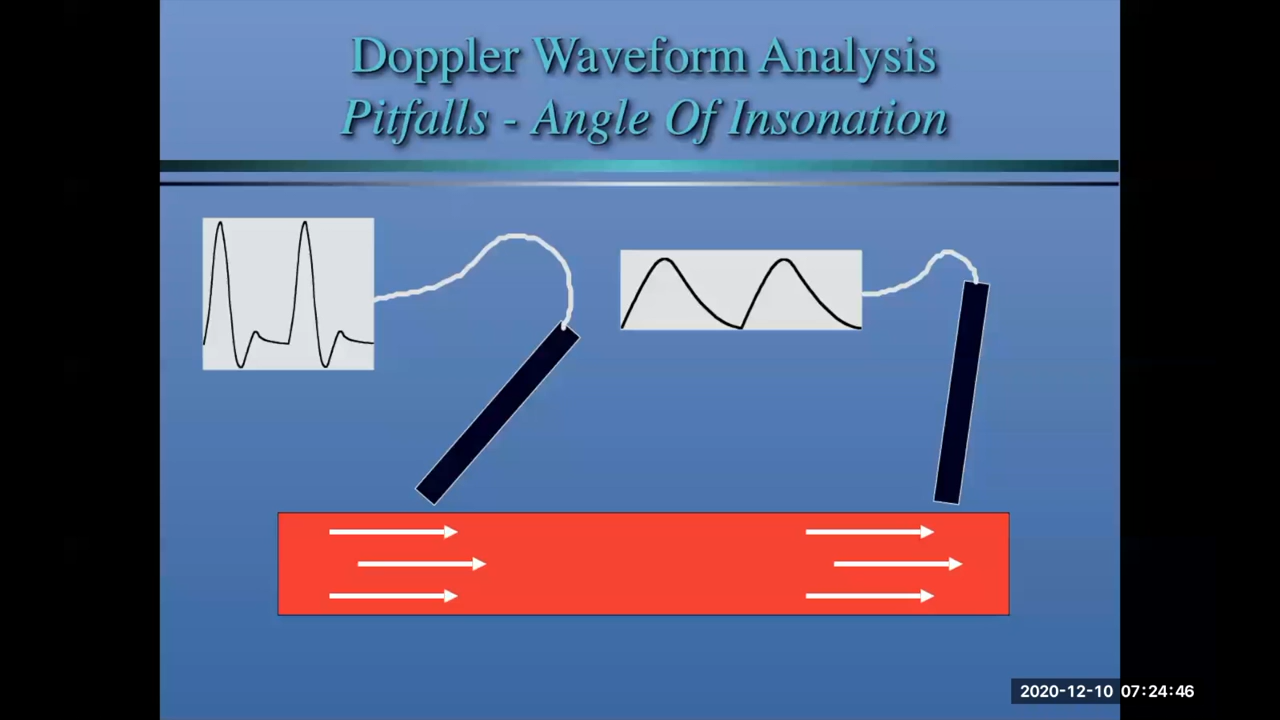 Doppler Waveform Analysis
Pitfalls - Angle Of Insonation
2020-12-10 07:24:46